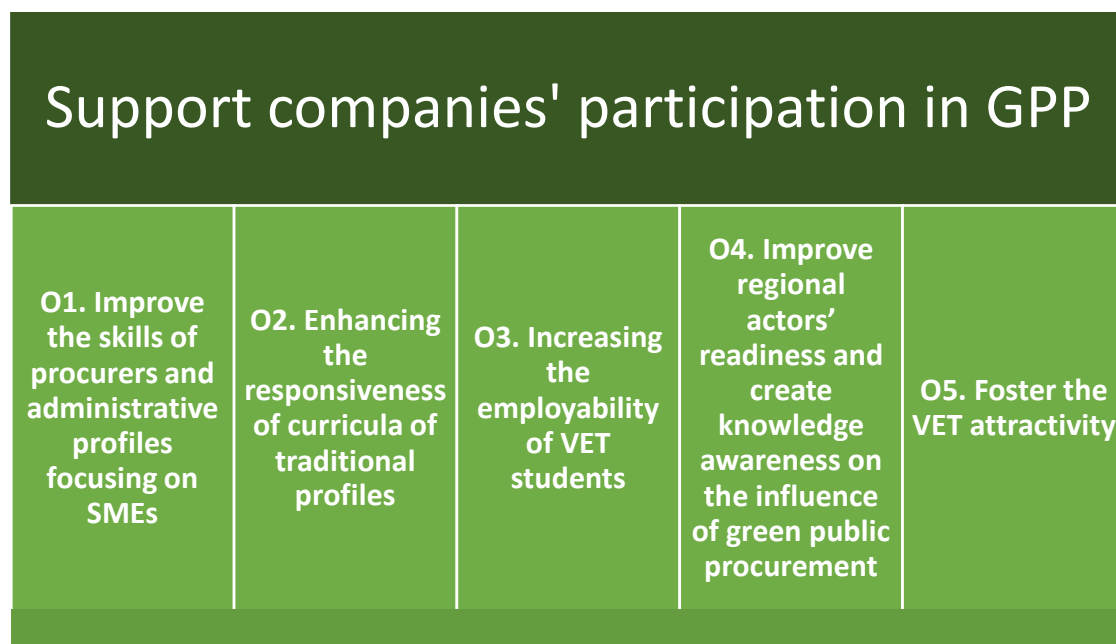 Support companies' participation in GPP
O1. Improve
the skills of
procurers and
administrative
profiles
focusing on
SMEs
O2. Enhancing
the
responsiveness
of curricula of
traditional
profiles
O3. Increasing
the
employability
of VET
students
O4. Improve
regional
actors’
readiness and
create
knowledge
awareness on
the influence
of green public
procurement
O5. Foster the
VET attractivity